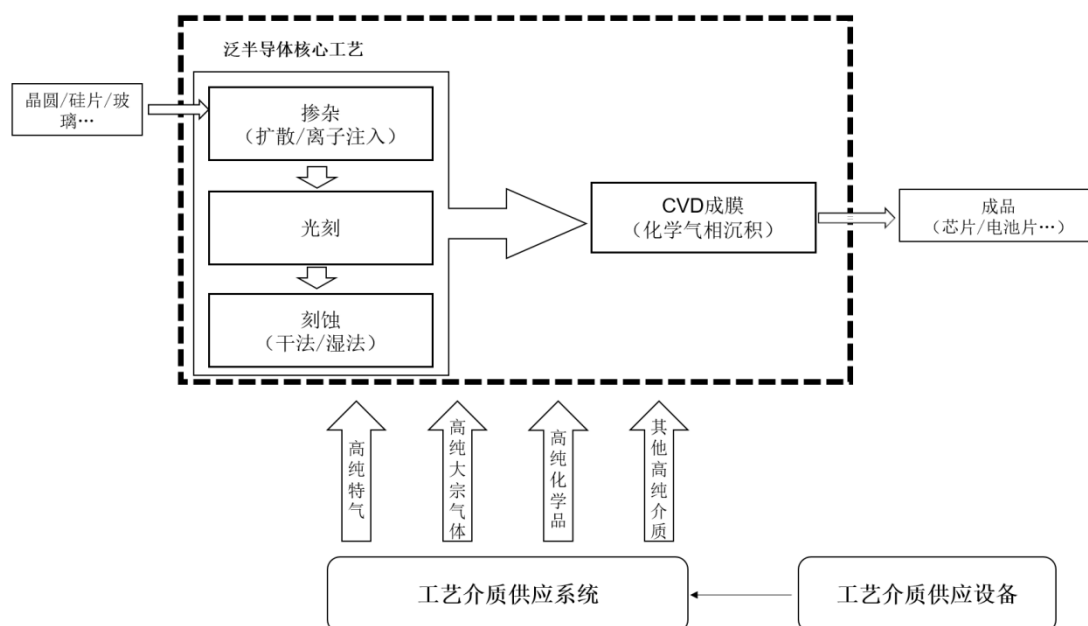 泛半导体核心工艺
晶圆/硅片/玻
璃…
掺杂
（扩散/离子注入）
光刻
刻蚀
（干法/湿法）
CVD成膜
（化学气相沉积）
成品
（芯片/电池片…）
高纯特气
高纯大宗气体
高纯化学品
其他高纯介质
工艺介质供应系统
工艺介质供应设备